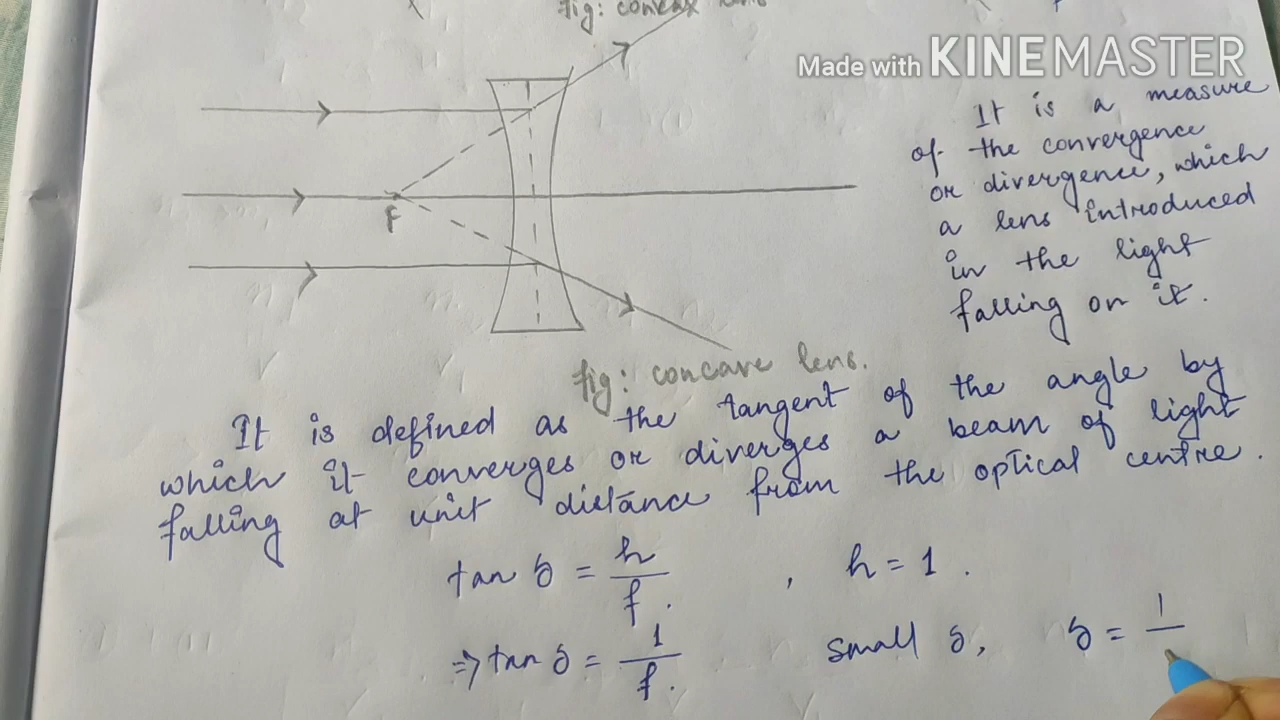 fig: convex lens
Made with KINEMASTER
It is a measure
of the convergence
or divergence, which
a lens introduced
in the light
falling on it.
F
fig: concave lens.
It is defined as the tangent of the angle by
which it converges or diverges a beam of light
falling at unit distance from the optical centre.
tan δ = h/f. , h = 1.
⇒ tan δ = 1/f. small δ, δ = 1/